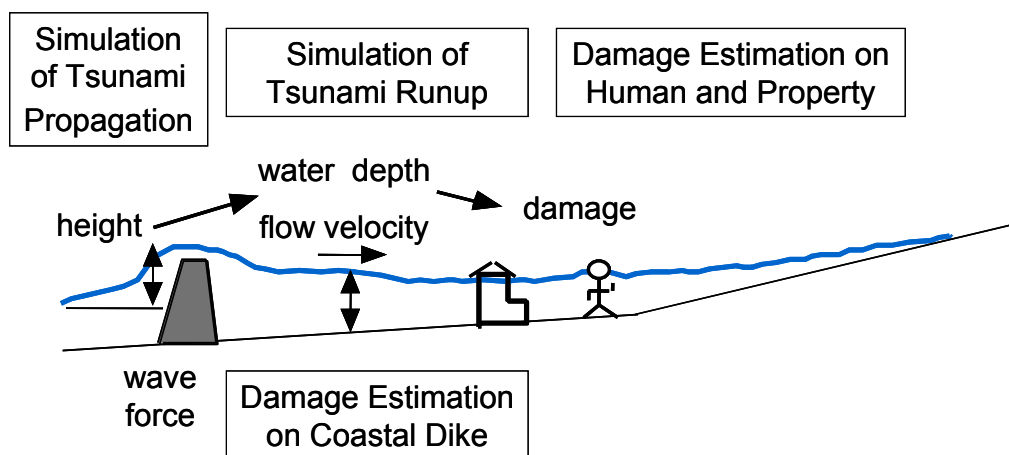 Simulation
of Tsunami
Propagation
Simulation of
Tsunami Runup
Damage Estimation on
Human and Property
water depth
height
flow velocity
damage
wave
force
Damage Estimation
on Coastal Dike